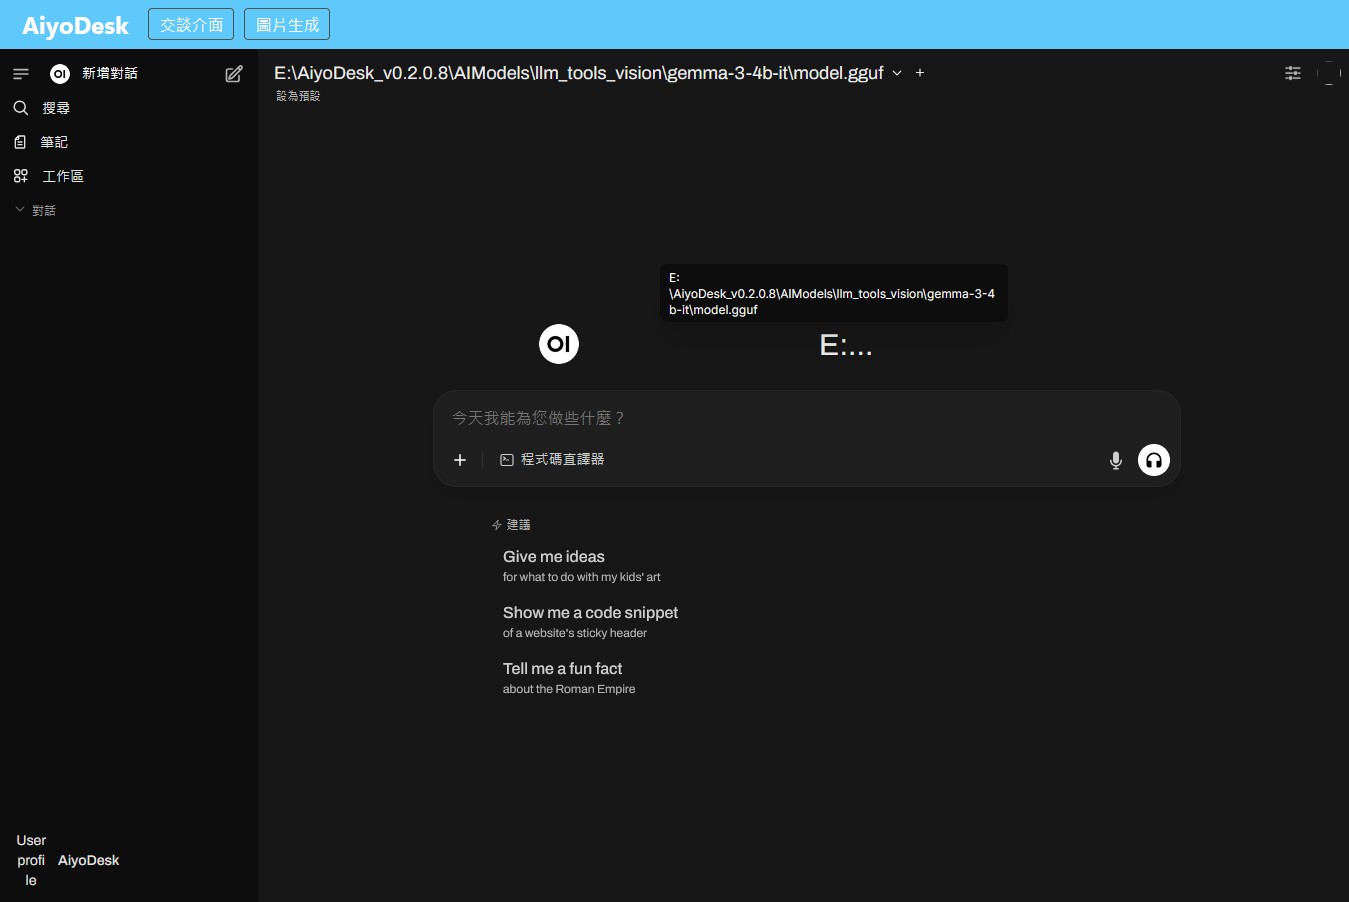 AiyoDesk
交談介面
圖片生成
OI
新增對話
搜尋
筆記
工作區
對話
E:\AiyoDesk_v0.2.0.8\AIModels\llm_tools_vision\gemma-3-4b-it\model.gguf
設為預設
E:
\AiyoDesk_v0.2.0.8\AIModels\llm_tools_vision\gemma-3-4
b-it\model.gguf
OI
E:...
今天我能為您做些什麼？
程式碼直譯器
建議
Give me ideas
for what to do with my kids' art
Show me a code snippet
of a website's sticky header
Tell me a fun fact
about the Roman Empire
User
profi
le
AiyoDesk